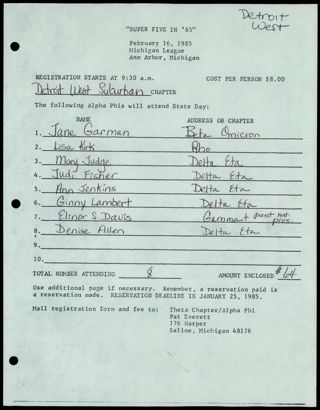 Detroit
West
"SUPER FIVE IN '85"
February 16, 1985
Michigan League
Ann Arbor, Michigan
REGISTRATION STARTS AT 9:30 a.m. COST PER PERSON $8.00
Detroit West Suburban CHAPTER
The following Alpha Phis will attend State Day:
NAME ADDRESS OR CHAPTER
1. Jane Garman Beta Omicron
2. Lisa Kirk Rho
3. Mary Judge Delta Eta
4. Judi Fisher Delta Eta
5. Ann Jenkins Delta Eta
6. Ginny Lambert Delta Eta
7. Elinor S Davis Gamma guest nat. pres.
8. Denise Allen Delta Eta
9.
10.
TOTAL NUMBER ATTENDING 8 AMOUNT ENCLOSED $64
Use additional page if necessary. Remember, a reservation paid is
a reservation made. RESERVATION DEADLINE IS JANUARY 25, 1985.
Mail registration form and fee to: Theta Chapter/Alpha Phi
Pat Everett
176 Harper
Saline, Michigan 48176